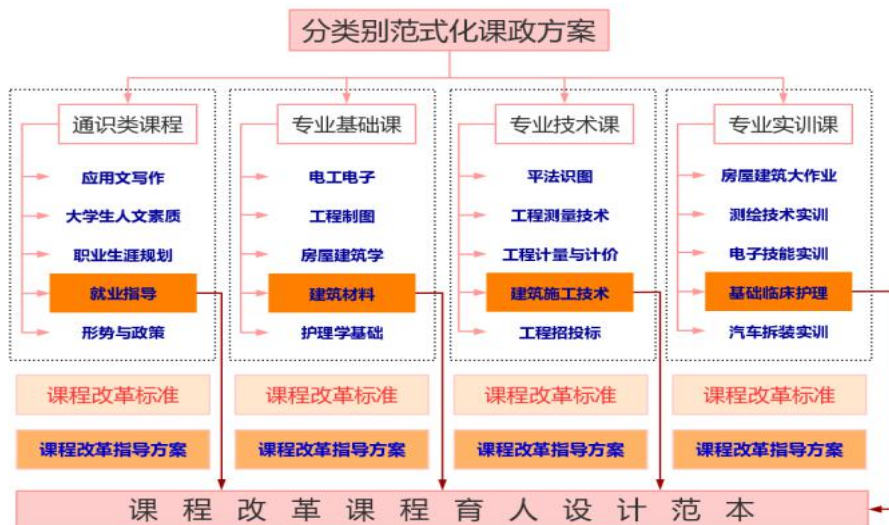 分类别范式化课政方案
通识类课程
应用文写作
大学生人文素质
职业生涯规划
就业指导
形势与政策
课程改革标准
课程改革指导方案
专业基础课
电工电子
工程制图
房屋建筑学
建筑材料
护理学基础
课程改革标准
课程改革指导方案
专业技术课
平法识图
工程测量技术
工程计量与计价
建筑施工技术
工程招投标
课程改革标准
课程改革指导方案
专业实训课
房屋建筑大作业
测绘技术实训
电子技能实训
基础临床护理
汽车拆装实训
课程改革标准
课程改革指导方案
课程改革课程育人设计范本